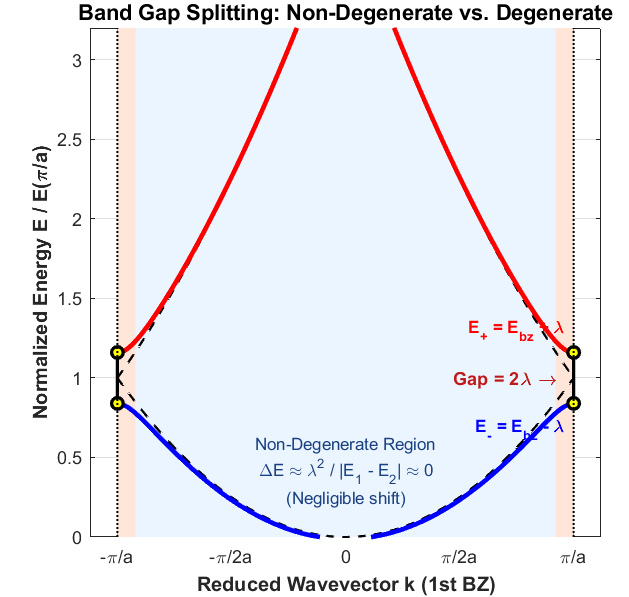 Band Gap Splitting: Non-Degenerate vs. Degenerate
Normalized Energy E / E(π/a)
3
2.5
2
1.5
1
0.5
0
E₊ = E_bz + λ
Gap = 2λ →
E₋ = E_bz - λ
Non-Degenerate Region
ΔE ≈ λ² / |E₁ - E₂| ≈ 0
(Negligible shift)
-π/a
-π/2a
0
π/2a
π/a
Reduced Wavevector k (1st BZ)